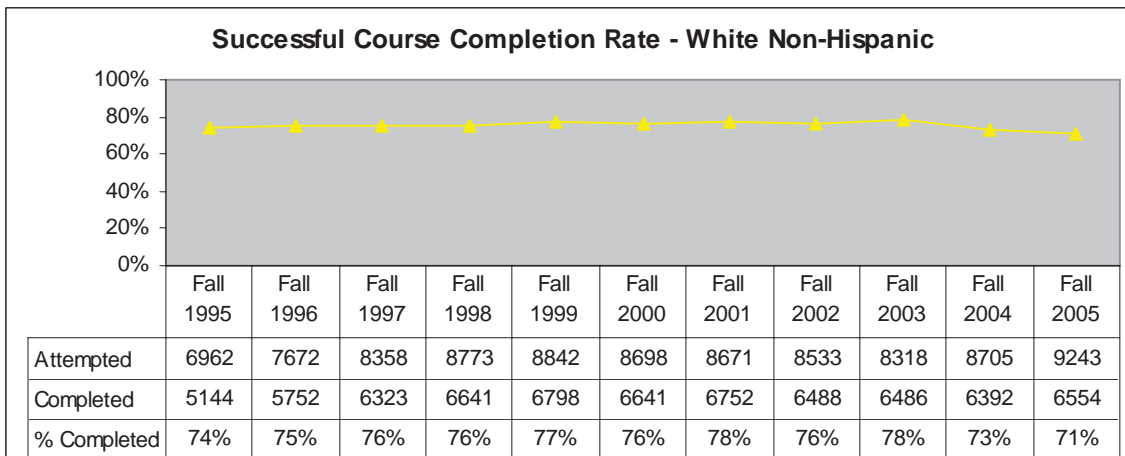 Successful Course Completion Rate - White Non-Hispanic
100%
80%
60%
40%
20%
0%
Fall 1995 Fall 1996 Fall 1997 Fall 1998 Fall 1999 Fall 2000 Fall 2001 Fall 2002 Fall 2003 Fall 2004 Fall 2005
Attempted 6962 7672 8358 8773 8842 8698 8671 8533 8318 8705 9243
Completed 5144 5752 6323 6641 6798 6641 6752 6488 6486 6392 6554
% Completed 74% 75% 76% 76% 77% 76% 78% 76% 78% 73% 71%